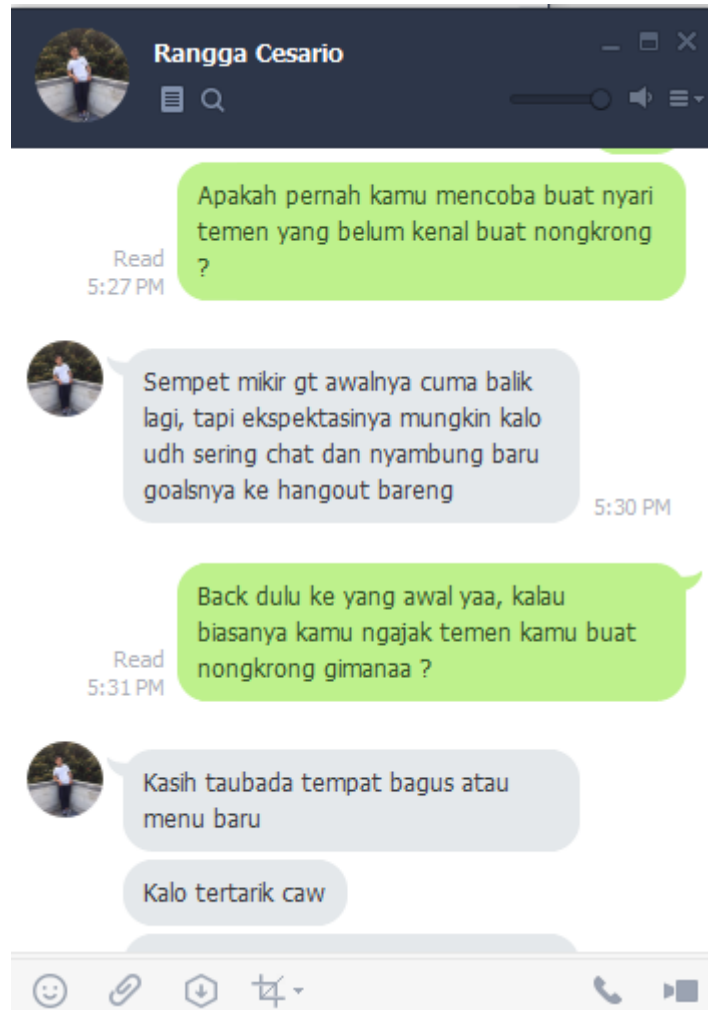 Rangga Cesario
Apakah pernah kamu mencoba buat nyari
temen yang belum kenal buat nongkrong
?
Read
5:27 PM
Sempet mikir gt awalnya cuma balik
lagi, tapi ekspektasinya mungkin kalo
udh sering chat dan nyambung baru
goalsnya ke hangout bareng
5:30 PM
Back dulu ke yang awal yaa, kalau
biasanya kamu ngajak temen kamu buat
nongkrong gimanaa ?
Read
5:31 PM
Kasih taubada tempat bagus atau
menu baru
Kalo tertarik caw